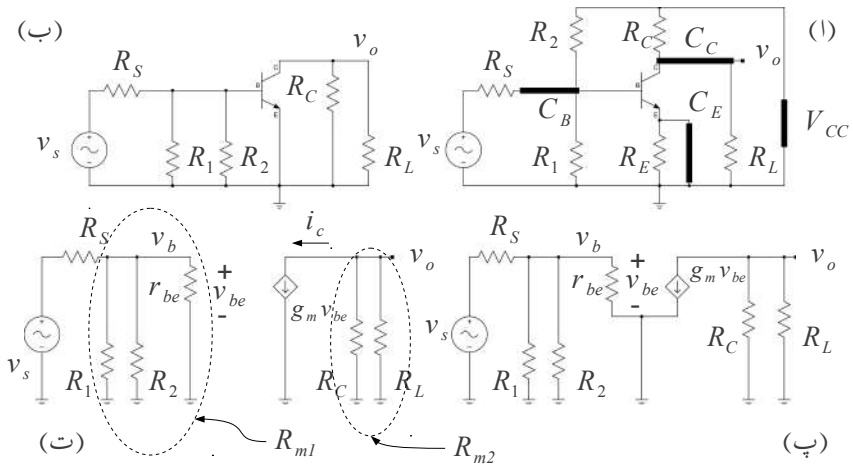 (ب)
v_o
R_S
R_C
v_s
R_1
R_2
R_L
B
C
E
(ا)
R_2
R_C
C_C
v_o
R_S
C_B
C_E
V_CC
v_s
R_1
R_E
R_L
B
C
E
R_S
v_b
i_c
v_o
r_be
+
v_be
-
g_m v_be
v_s
R_1
R_2
R_C
R_L
(ت)
R_m1
R_m2
R_S
v_b
v_o
r_be
+
v_be
-
g_m v_be
v_s
R_1
R_2
R_C
R_L
(پ)